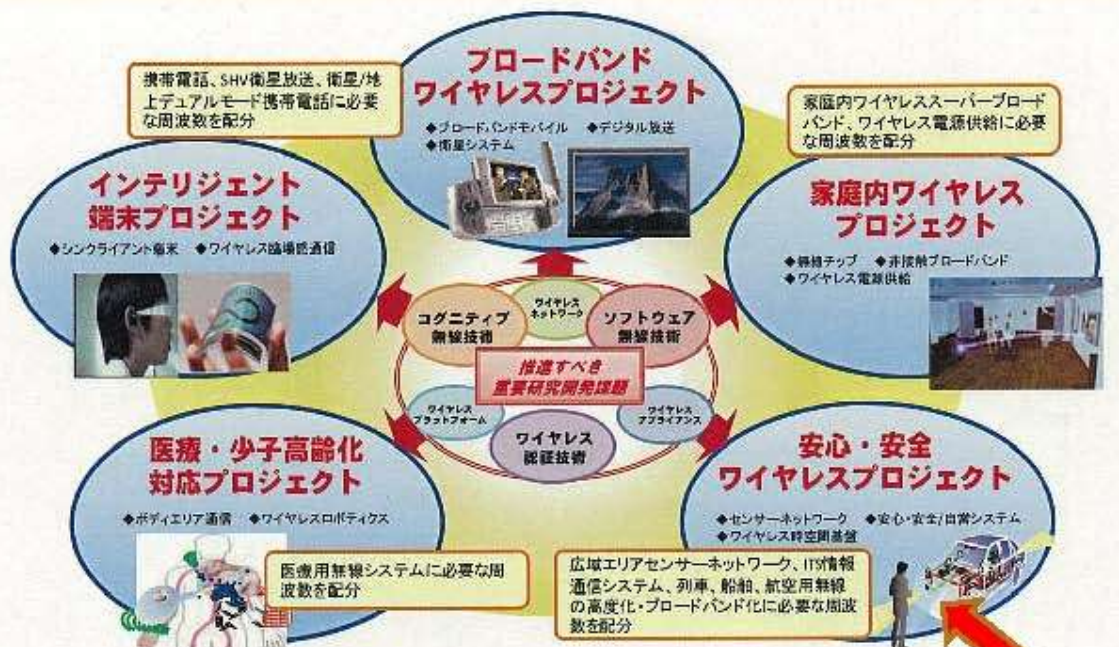 ブロードバンド
ワイヤレスプロジェクト
◆ブロードバンドモバイル ◆デジタル放送
◆衛星システム
携帯電話、SHV衛星放送、衛星/地
上デュアルモード携帯電話に必要
な周波数を配分
家庭内ワイヤレススーパーブロード
バンド、ワイヤレス電源供給に必要
な周波数を配分
インテリジェント
端末プロジェクト
◆シンクライアント端末 ◆ワイヤレス臨場感通信
家庭内ワイヤレス
プロジェクト
◆無線チップ ◆非接触ブロードバンド
◆ワイヤレス電源供給
コグニティブ
無線技術
ワイヤレス
ネットワーク
ソフトウェア
無線技術
推進すべき
重要研究開発課題
ワイヤレス
プラットフォーム
ワイヤレス
認証技術
ワイヤレス
アプライアンス
医療・少子高齢化
対応プロジェクト
◆ボディエリア通信 ◆ワイヤレスロボティクス
医療用無線システムに必要な周
波数を配分
安心・安全
ワイヤレスプロジェクト
◆センサーネットワーク ◆安心・安全/自営システム
◆ワイヤレス時空間基盤
広域エリアセンサーネットワーク、ITS情報
通信システム、列車、船舶、航空用無線
の高度化・ブロードバンド化に必要な周波
数を配分